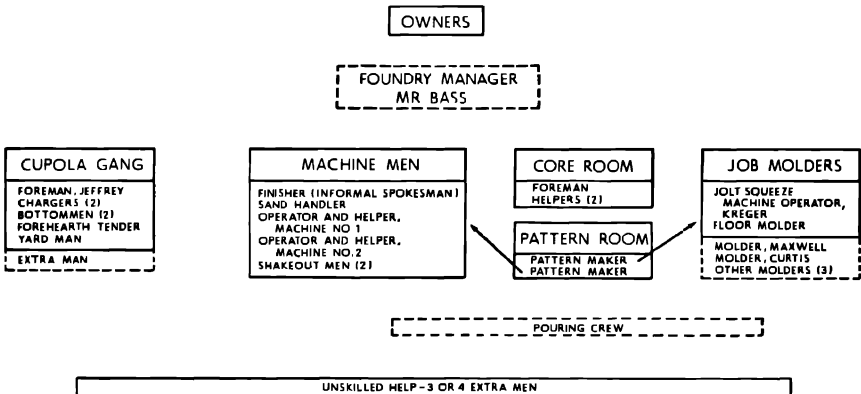 OWNERS
FOUNDRY MANAGER
MR BASS
CUPOLA GANG
FOREMAN, JEFFREY
CHARGERS (2)
BOTTOMMEN (2)
FOREHEARTH TENDER
YARD MAN
EXTRA MAN
MACHINE MEN
FINISHER (INFORMAL SPOKESMAN)
SAND HANDLER
OPERATOR AND HELPER,
MACHINE NO 1
OPERATOR AND HELPER,
MACHINE NO.2
SHAKEOUT MEN (2)
CORE ROOM
FOREMAN
HELPERS (2)
PATTERN ROOM
PATTERN MAKER
PATTERN MAKER
JOB MOLDERS
JOLT SQUEEZE
MACHINE OPERATOR,
KREGER
FLOOR MOLDER
MOLDER, MAXWELL
MOLDER, CURTIS
OTHER MOLDERS (3)
POURING CREW
UNSKILLED HELP-3 OR 4 EXTRA MEN